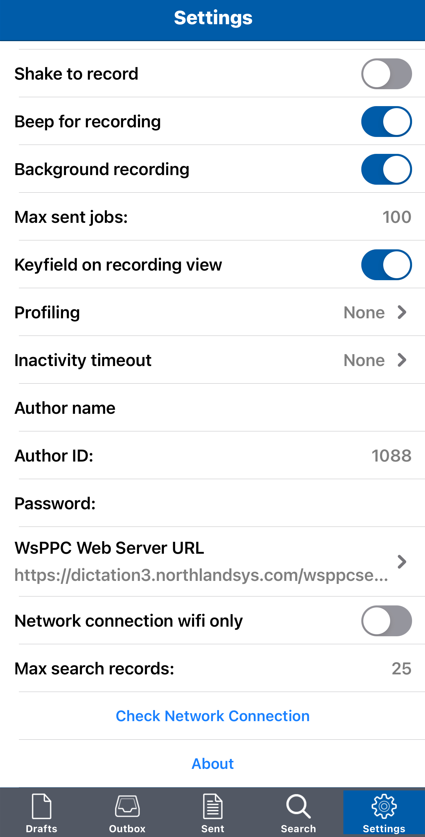 Settings
Shake to record
Beep for recording
Background recording
Max sent jobs: 100
Keyfield on recording view
Profiling None
Inactivity timeout None
Author name
Author ID: 1088
Password:
WsPPC Web Server URL
https://dictation3.northlandsys.com/wsppcse...
Network connection wifi only
Max search records: 25
Check Network Connection
About
Drafts Outbox Sent Search Settings